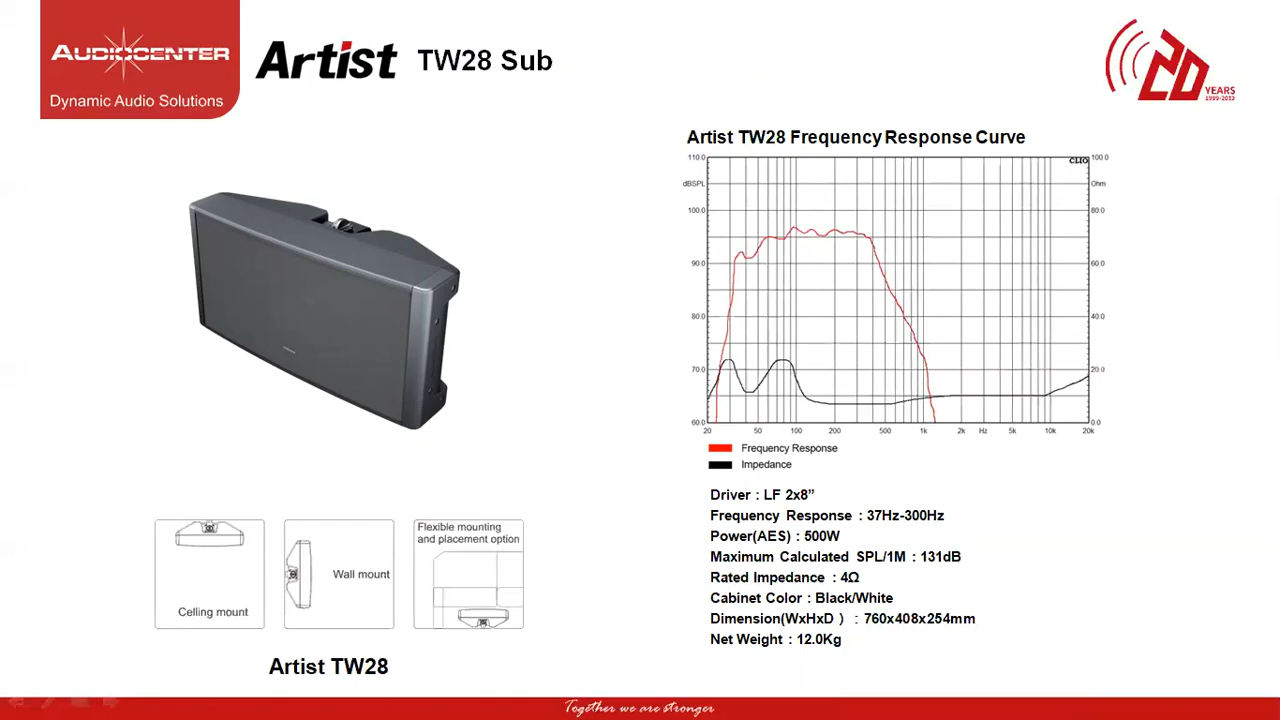 AUDIOCENTER
Dynamic Audio Solutions
Artist TW28 Sub
20 YEARS
1999-2019
Artist TW28 Frequency Response Curve
110.0 CLIO 100.0
dBSPL Ohm
100.0 80.0
90.0 60.0
80.0 40.0
70.0 20.0
60.0 0.0
20 50 100 200 500 1k 2k Hz 5k 10k 20k
Frequency Response
Impedance
Driver : LF 2x8”
Frequency Response : 37Hz-300Hz
Power(AES) : 500W
Maximum Calculated SPL/1M : 131dB
Rated Impedance : 4Ω
Cabinet Color : Black/White
Dimension(WxHxD ) : 760x408x254mm
Net Weight : 12.0Kg
Celling mount
Wall mount
Flexible mounting
and placement option
Artist TW28
Together we are stronger